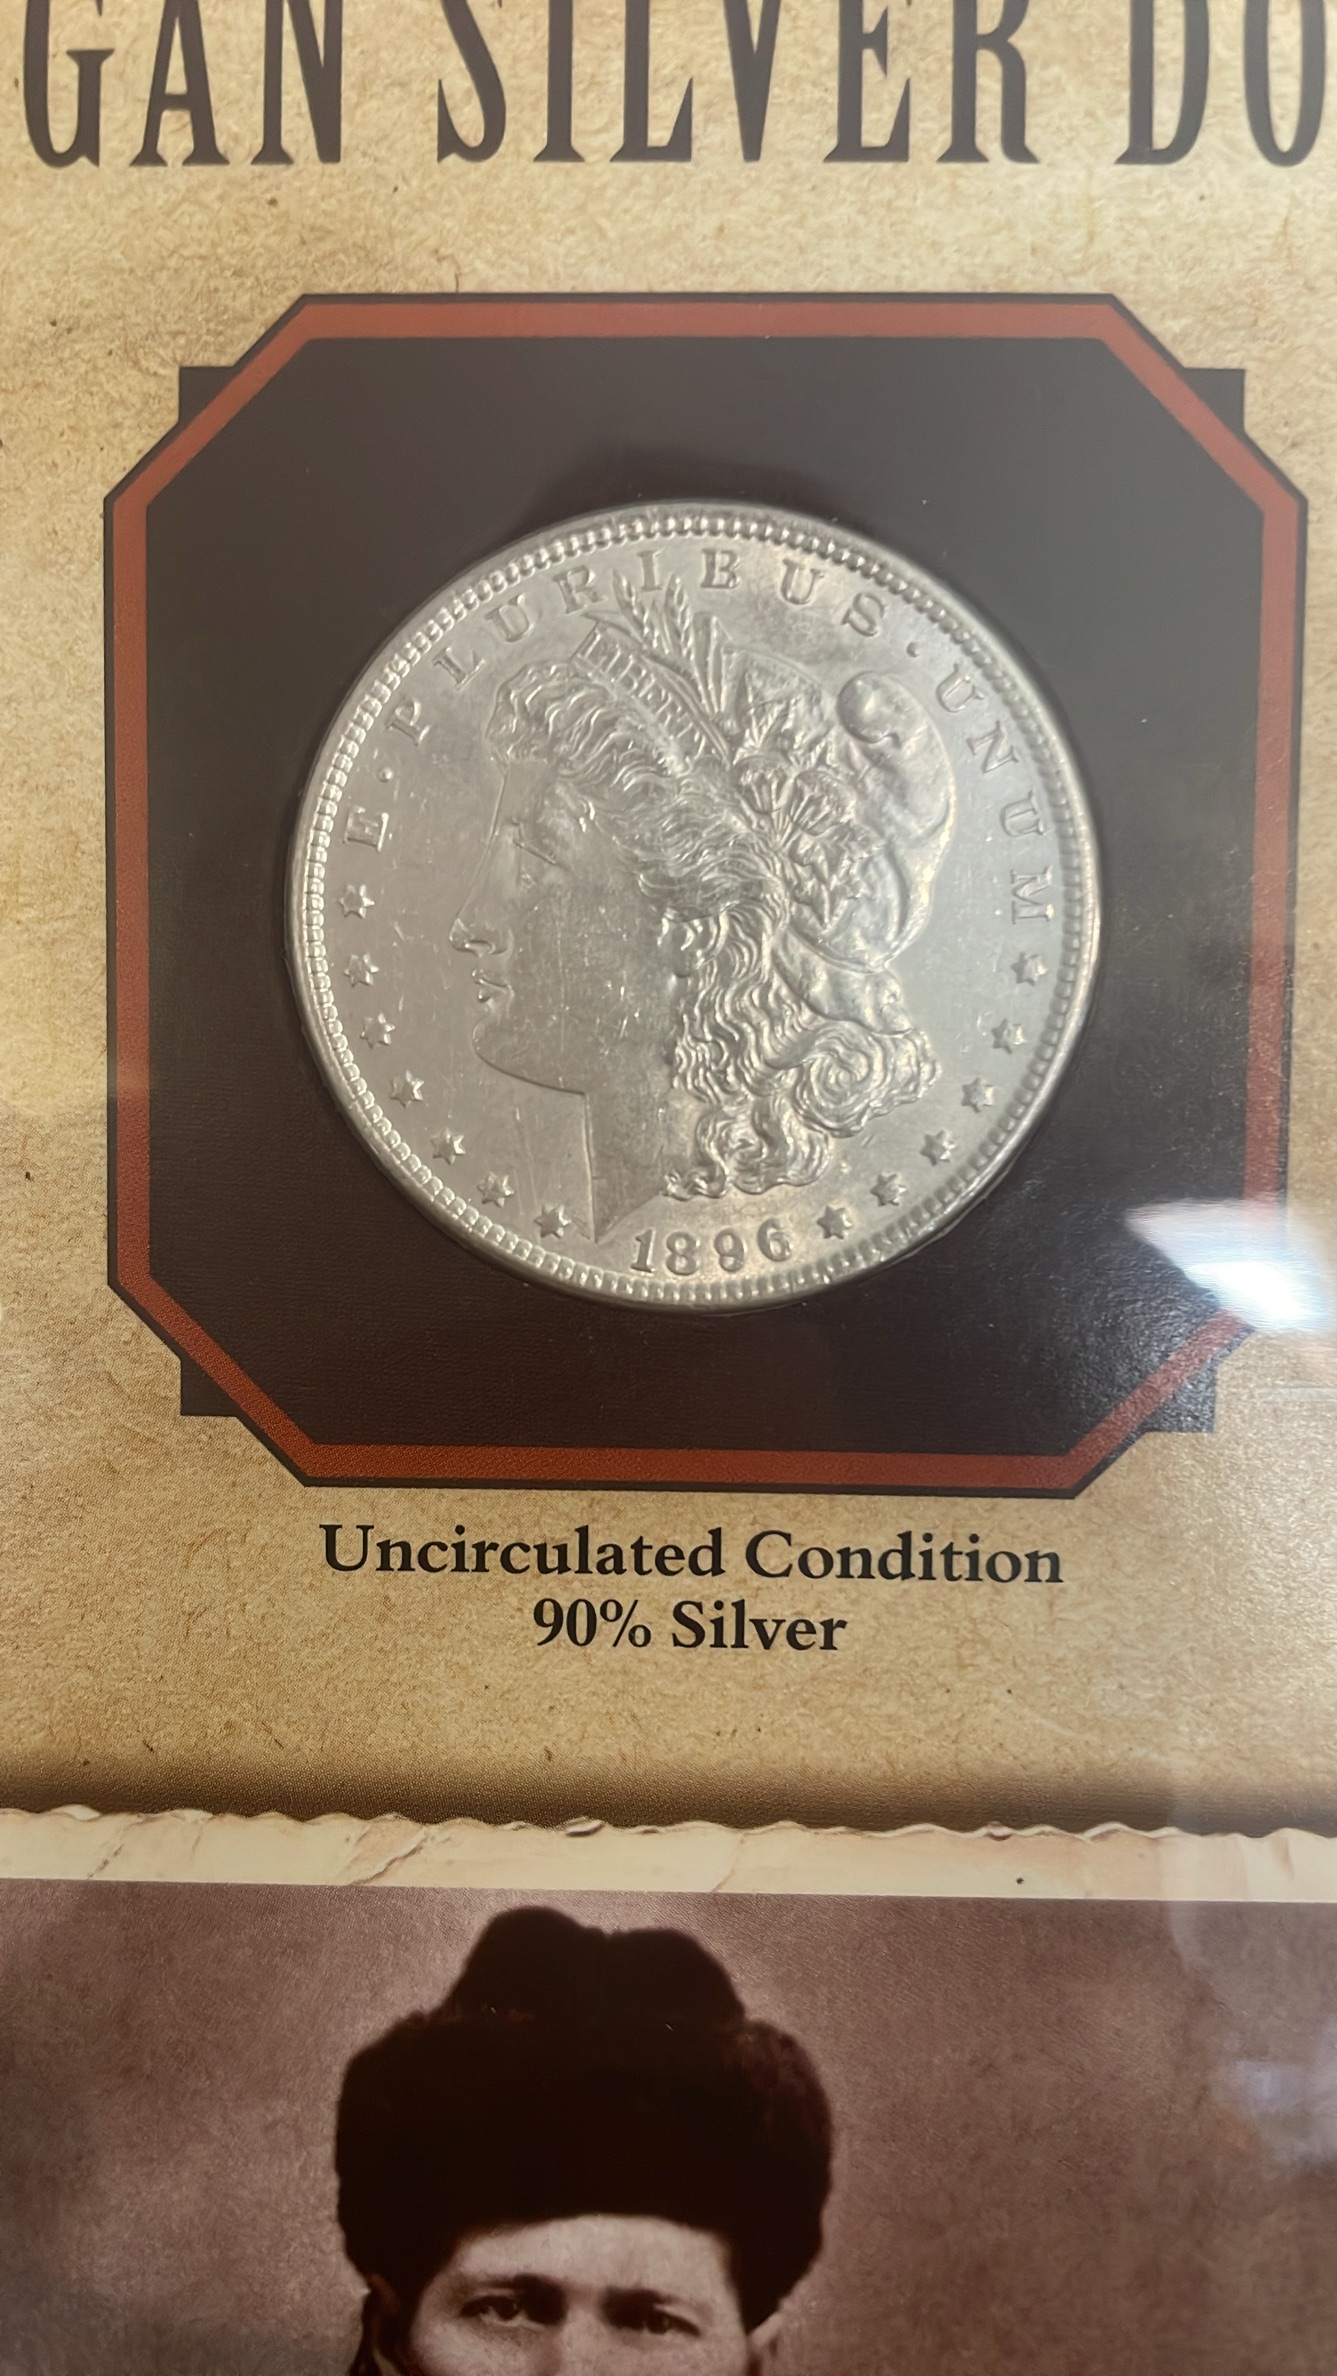 GAN SILVER DO
E · PLURIBUS · UNUM
LIBERTY
1896
Uncirculated Condition
90% Silver